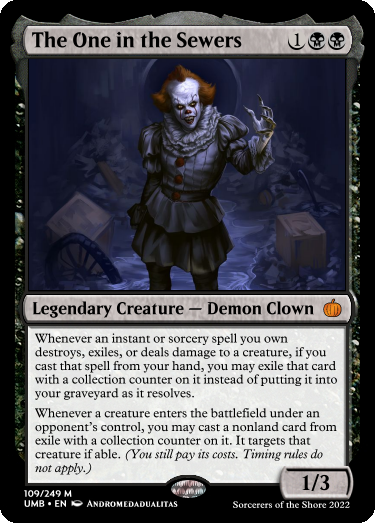 The One in the Sewers 1
Legendary Creature — Demon Clown
Whenever an instant or sorcery spell you own
destroys, exiles, or deals damage to a creature, if you
cast that spell from your hand, you may exile that card
with a collection counter on it instead of putting it into
your graveyard as it resolves.
Whenever a creature enters the battlefield under an
opponent's control, you may cast a nonland card from
exile with a collection counter on it. It targets that
creature if able. (You still pay its costs. Timing rules do
not apply.)
1/3
109/249 M
UMB • EN ANDROMEDADUALITAS
Sorcerers of the Shore 2022